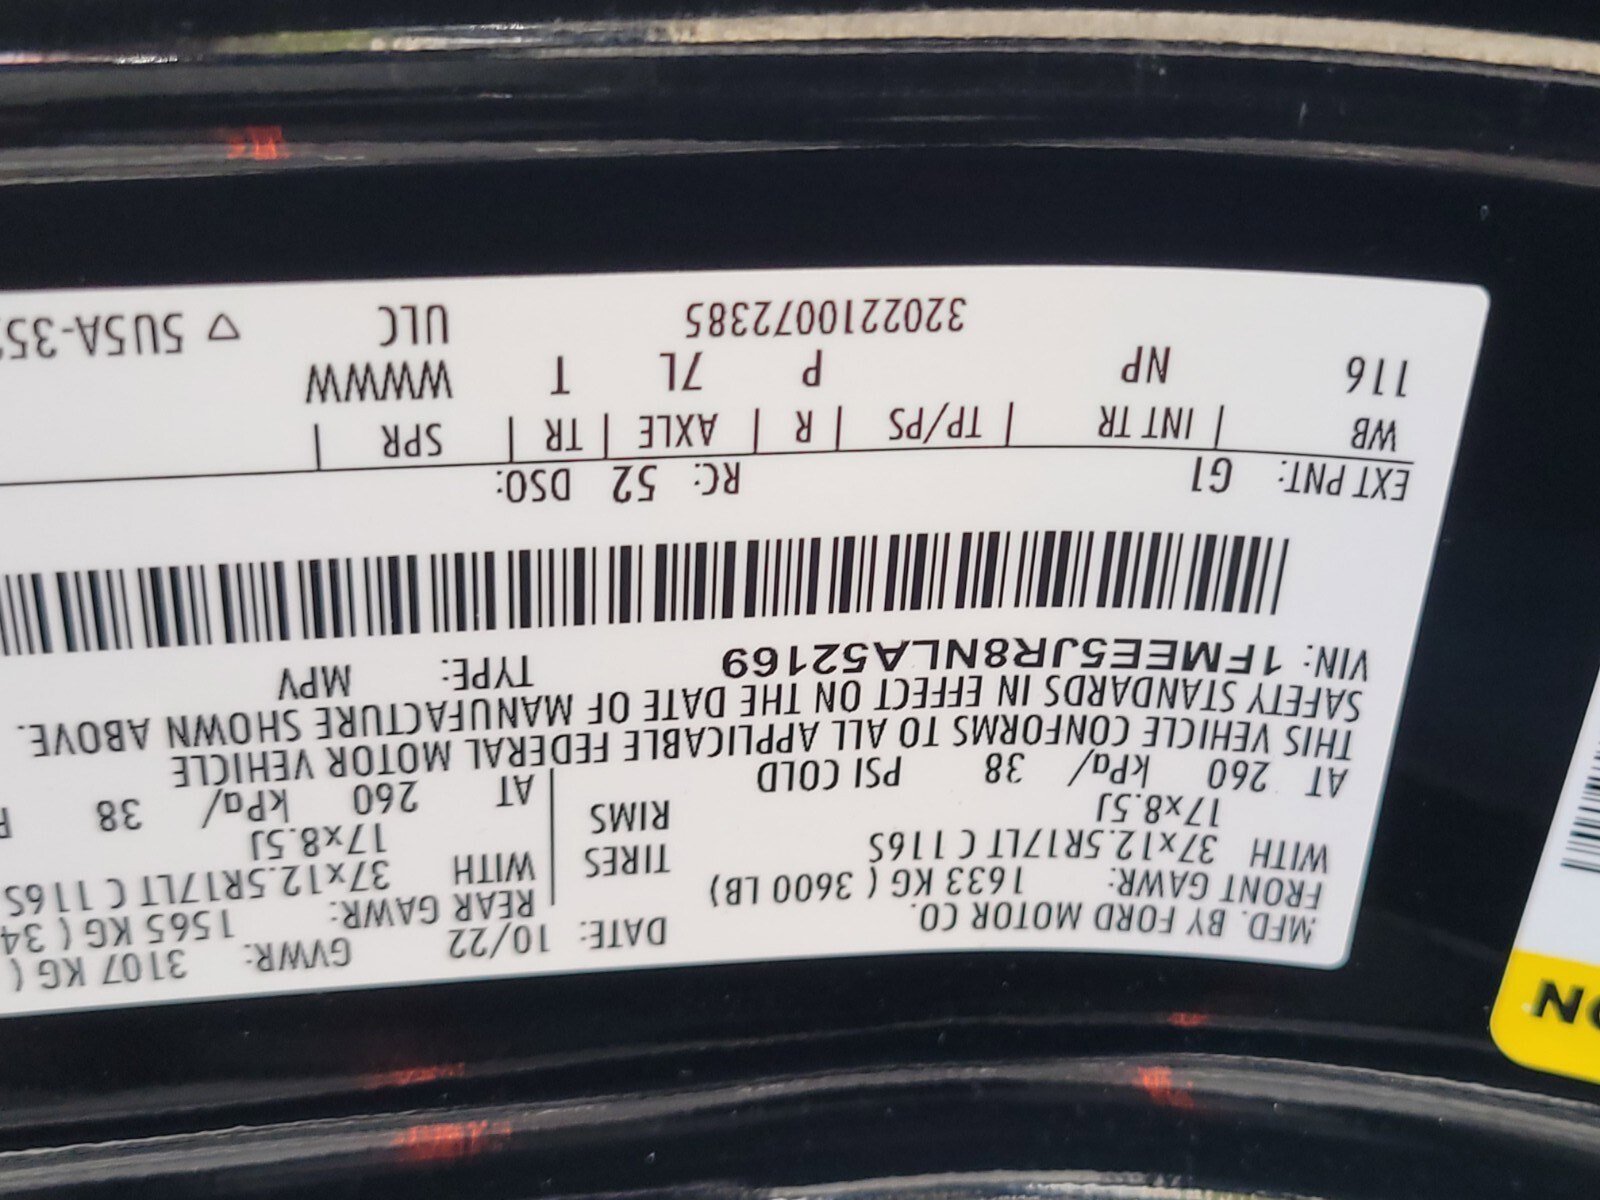 MFD. BY FORD MOTOR CO. DATE: 10/22 GVWR: 3107 KG (
FRONT GAWR: 1633 KG ( 3600 LB) REAR GAWR: 1565 KG ( 34
WITH 37x12.5R17LT C 116S TIRES WITH 37x12.5R17LT C 116S
17x8.5J RIMS 17x8.5J
AT 260 kPa/ 38 PSI COLD AT 260 kPa/ 38
THIS VEHICLE CONFORMS TO ALL APPLICABLE FEDERAL MOTOR VEHICLE
SAFETY STANDARDS IN EFFECT ON THE DATE OF MANUFACTURE SHOWN ABOVE.
VIN: 1FMEE5JR8NLA52169 TYPE: MPV
EXT PNT: G1 RC: 52 DSO:
WB | INT TR | TP/PS | R | AXLE | TR | SPR |
116 NP P 7L T WWWW
3202210072385 ULC ▽ 5U5A-35